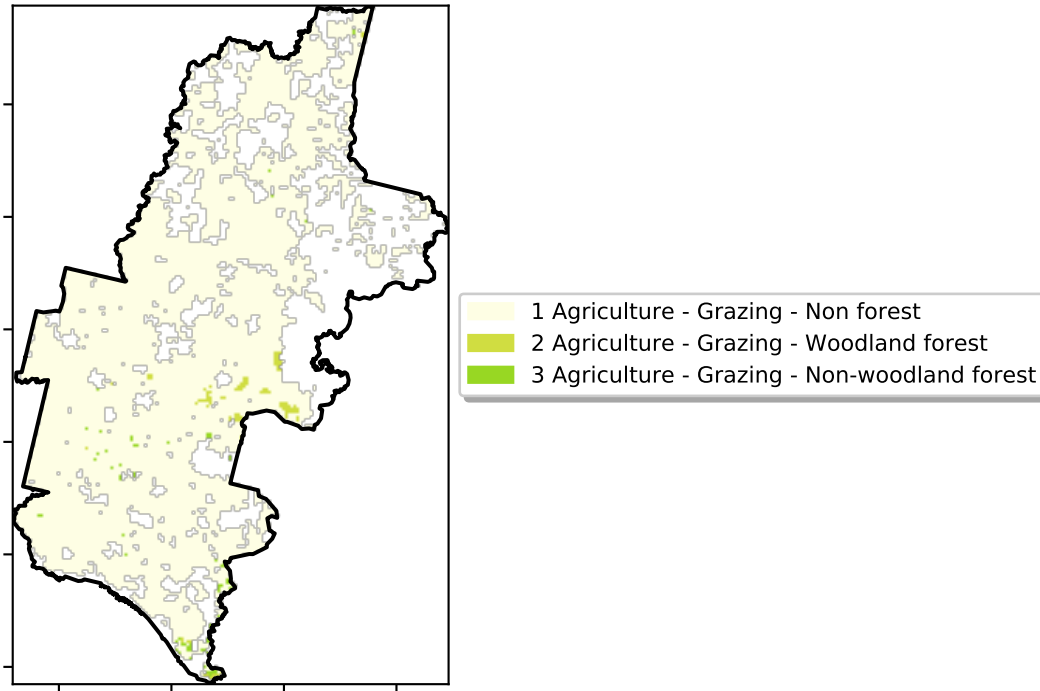 1 Agriculture - Grazing - Non forest
2 Agriculture - Grazing - Woodland forest
3 Agriculture - Grazing - Non-woodland forest